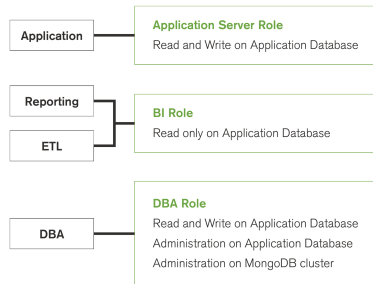 Application
Application Server Role
Read and Write on Application Database
Reporting
ETL
BI Role
Read only on Application Database
DBA
DBA Role
Read and Write on Application Database
Administration on Application Database
Administration on MongoDB cluster